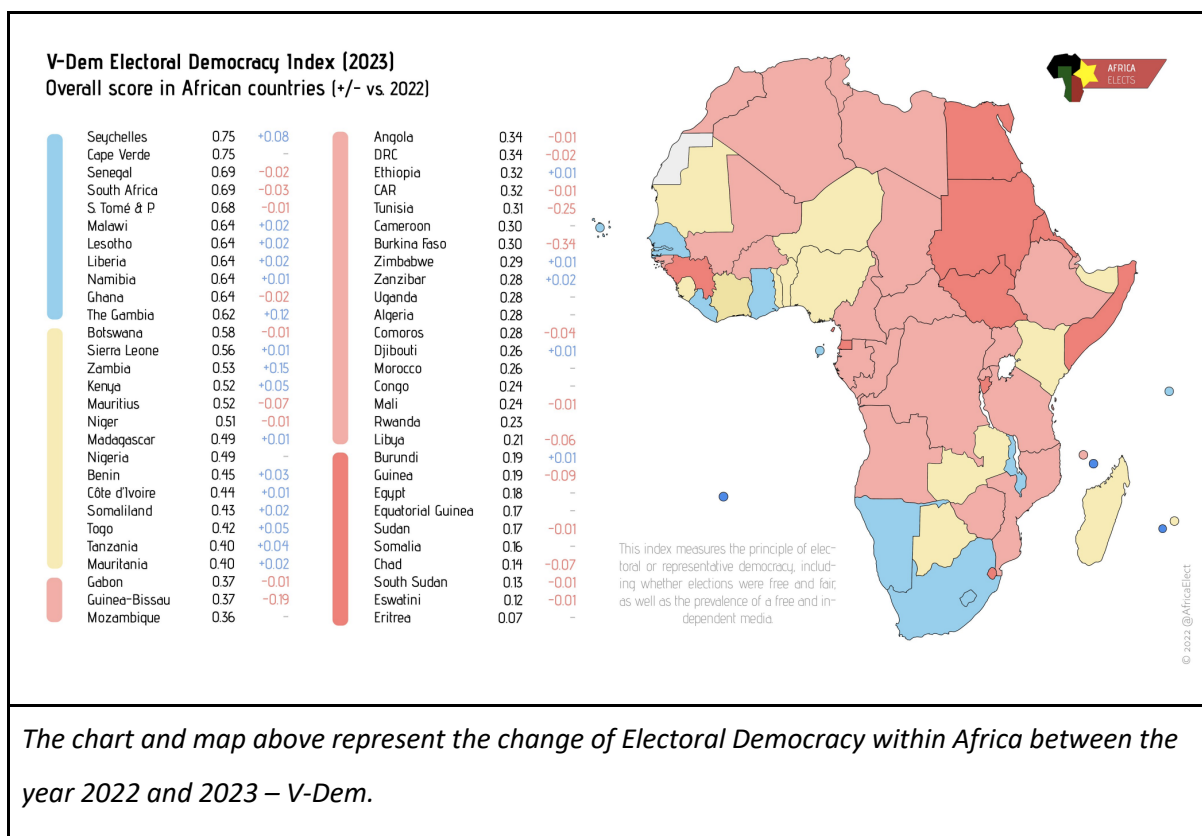 V-Dem Electoral Democracy Index (2023)
Overall score in African countries (+/- vs. 2022)
AFRICA
ELECTS
Seychelles 0.75 +0.08
Cape Verde 0.75 -
Senegal 0.69 -0.02
South Africa 0.69 -0.03
S. Tomé & P. 0.68 -0.01
Malawi 0.64 +0.02
Lesotho 0.64 +0.02
Liberia 0.64 +0.02
Namibia 0.64 +0.01
Ghana 0.64 -0.02
The Gambia 0.62 +0.12
Botswana 0.58 -0.01
Sierra Leone 0.56 +0.01
Zambia 0.53 +0.15
Kenya 0.52 +0.05
Mauritius 0.52 -0.07
Niger 0.51 -0.01
Madagascar 0.49 +0.01
Nigeria 0.49 -
Benin 0.45 +0.03
Côte d'Ivoire 0.44 +0.01
Somaliland 0.43 +0.02
Togo 0.42 +0.05
Tanzania 0.40 +0.04
Mauritania 0.40 +0.02
Gabon 0.37 -0.01
Guinea-Bissau 0.37 -0.19
Mozambique 0.36 -
Angola 0.34 -0.01
DRC 0.34 -0.02
Ethiopia 0.32 +0.01
CAR 0.32 -0.01
Tunisia 0.31 -0.25
Cameroon 0.30 -
Burkina Faso 0.30 -0.34
Zimbabwe 0.29 +0.01
Zanzibar 0.28 +0.02
Uganda 0.28 -
Algeria 0.28 -
Comoros 0.28 -0.04
Djibouti 0.26 +0.01
Morocco 0.26 -
Congo 0.24 -
Mali 0.24 -0.01
Rwanda 0.23
Libya 0.21 -0.06
Burundi 0.19 +0.01
Guinea 0.19 -0.09
Egypt 0.18 -
Equatorial Guinea 0.17 -
Sudan 0.17 -0.01
Somalia 0.16 -
Chad 0.14 -0.07
South Sudan 0.13 -0.01
Eswatini 0.12 -0.01
Eritrea 0.07 -
This index measures the principle of elec-
toral or representative democracy, includ-
ing whether elections were free and fair,
as well as the prevalence of a free and in-
dependent media.
© 2022 @AfricaElect
The chart and map above represent the change of Electoral Democracy within Africa between the
year 2022 and 2023 – V-Dem.